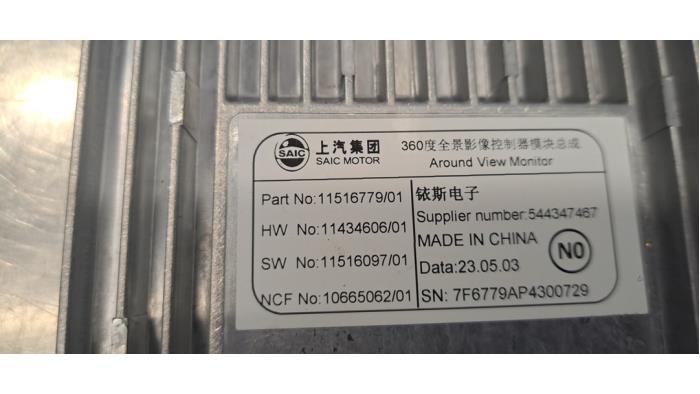 SAIC
上汽集团
SAIC MOTOR
360度全景影像控制器模块总成
Around View Monitor
Part No:11516779/01
HW No:11434606/01
SW No:11516097/01
NCF No:10665062/01
铱斯电子
Supplier number:544347467
MADE IN CHINA
N0
Data:23.05.03
SN: 7F6779AP4300729